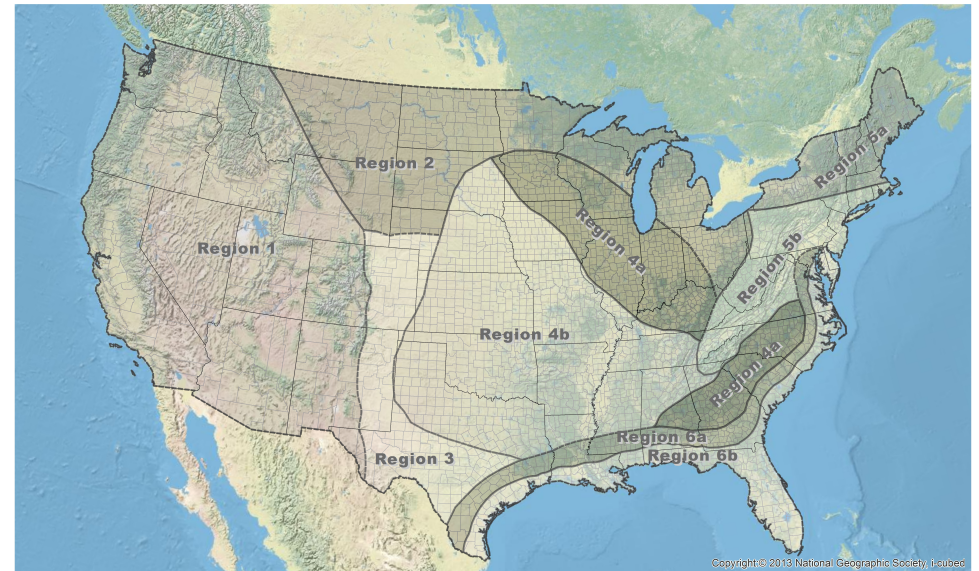 Region 2
Region 5a
Region 4a
Region 1
Region 5b
Region 4b
Region 4a
Region 6a
Region 3
Region 6b
Copyright:© 2013 National Geographic Society, i-cubed